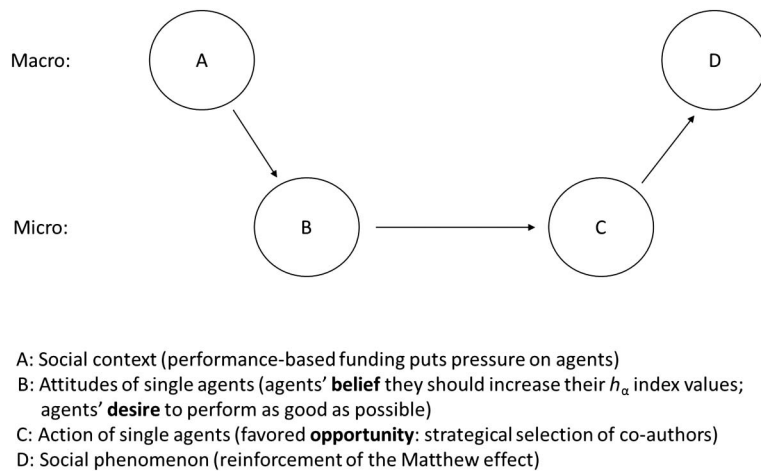 Macro:
A
D
Micro:
B
C
A: Social context (performance-based funding puts pressure on agents)
B: Attitudes of single agents (agents’ belief they should increase their hα index values;
agents’ desire to perform as good as possible)
C: Action of single agents (favored opportunity: strategical selection of co-authors)
D: Social phenomenon (reinforcement of the Matthew effect)